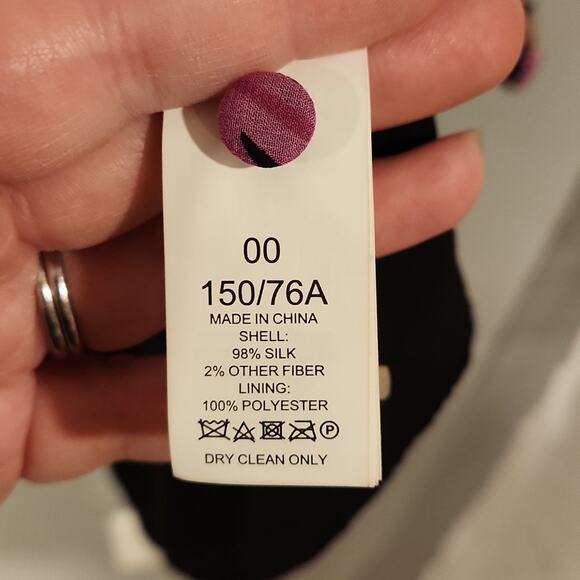 00
150/76A
MADE IN CHINA
SHELL:
98% SILK
2% OTHER FIBER
LINING:
100% POLYESTER
P
DRY CLEAN ONLY